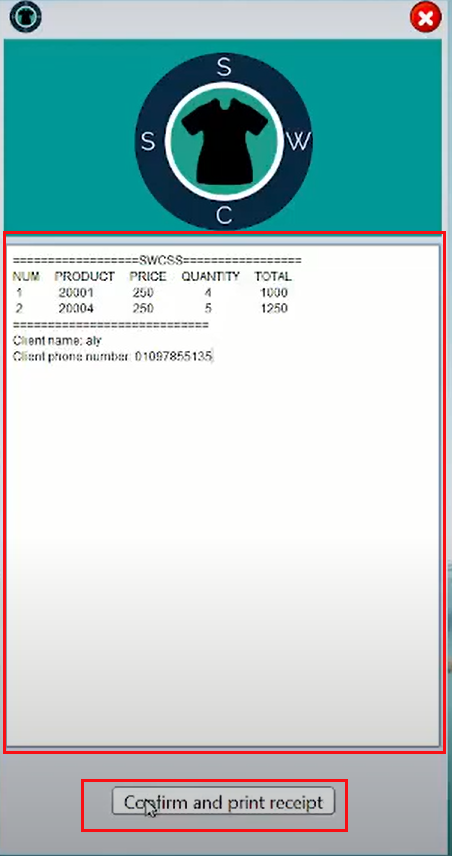 S
S W
C
==================SWCSS=================
NUM PRODUCT PRICE QUANTITY TOTAL
1 20001 250 4 1000
2 20004 250 5 1250
============================
Client name: aly
Client phone number: 01097855135
Confirm and print receipt